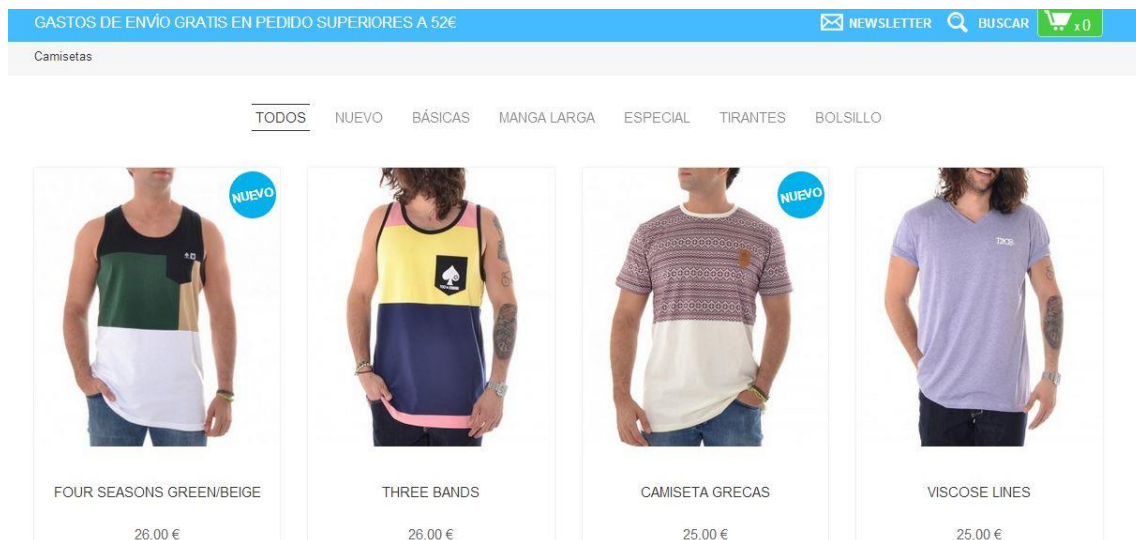 GASTOS DE ENVÌO GRATIS EN PEDIDO SUPERIORES A 52€
NEWSLETTER BUSCAR x 0
Camisetas
TODOS NUEVO BÁSICAS MANGA LARGA ESPECIAL TIRANTES BOLSILLO
NUEVO NUEVO
FOUR SEASONS GREEN/BEIGE THREE BANDS CAMISETA GRECAS VISCOSE LINES
26.00 € 26.00 € 25.00 € 25.00 €